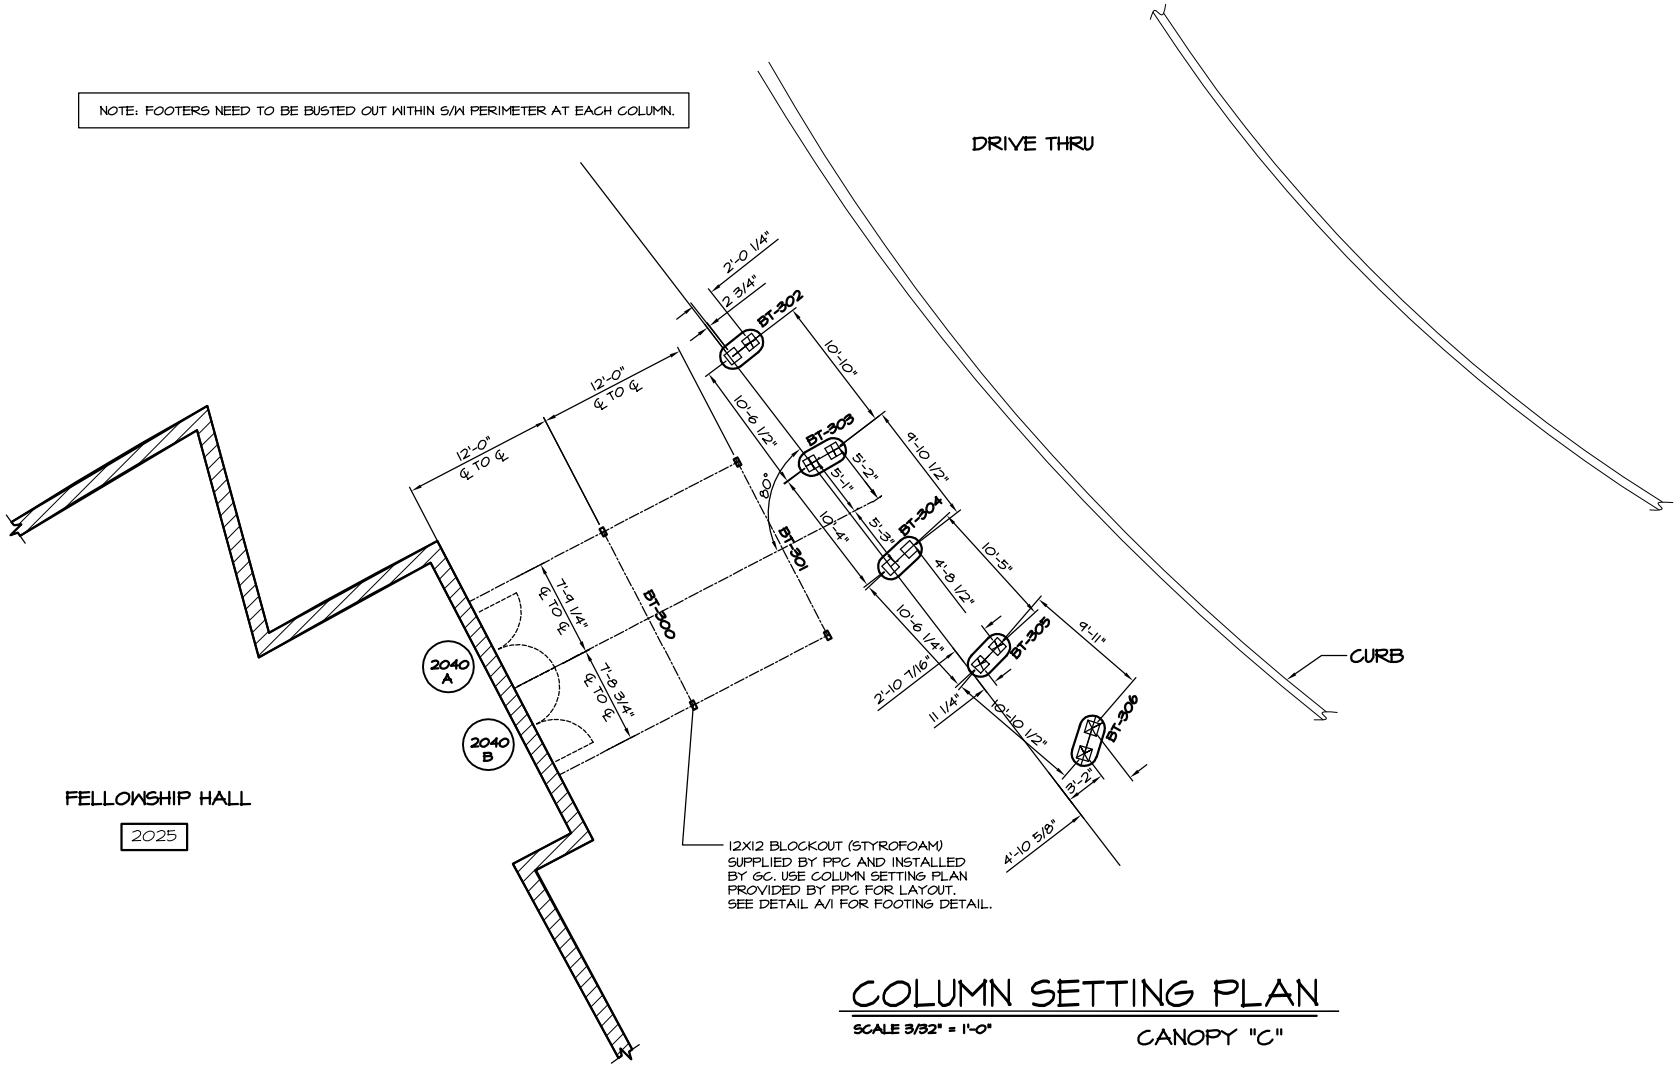 NOTE: FOOTERS NEED TO BE BUSTED OUT WITHIN S/W PERIMETER AT EACH COLUMN.
DRIVE THRU
2'-0 1/4"
2 3/4"
BT-302
10'-10"
12'-0"
℄ TO ℄
12'-0"
℄ TO ℄
10'-6 1/2"
BT-303
9'-10 1/2"
5'-2"
5'-1"
80°
BT-304
5'-3"
10'-4"
BT-301
10'-5"
4'-8 1/2"
7'-9 1/4"
℄ TO ℄
BT-300
10'-6 1/4"
BT-305
9'-11"
CURB
2040
A
7'-8 3/4"
℄ TO ℄
2'-10 7/16"
11 1/4"
10'-10 1/2"
BT-306
2040
B
3'-2"
4'-10 5/8"
FELLOWSHIP HALL
2025
12X12 BLOCKOUT (STYROFOAM)
SUPPLIED BY PPC AND INSTALLED
BY GC. USE COLUMN SETTING PLAN
PROVIDED BY PPC FOR LAYOUT.
SEE DETAIL A/1 FOR FOOTING DETAIL.
COLUMN SETTING PLAN
SCALE 3/32" = 1'-0"
CANOPY "C"